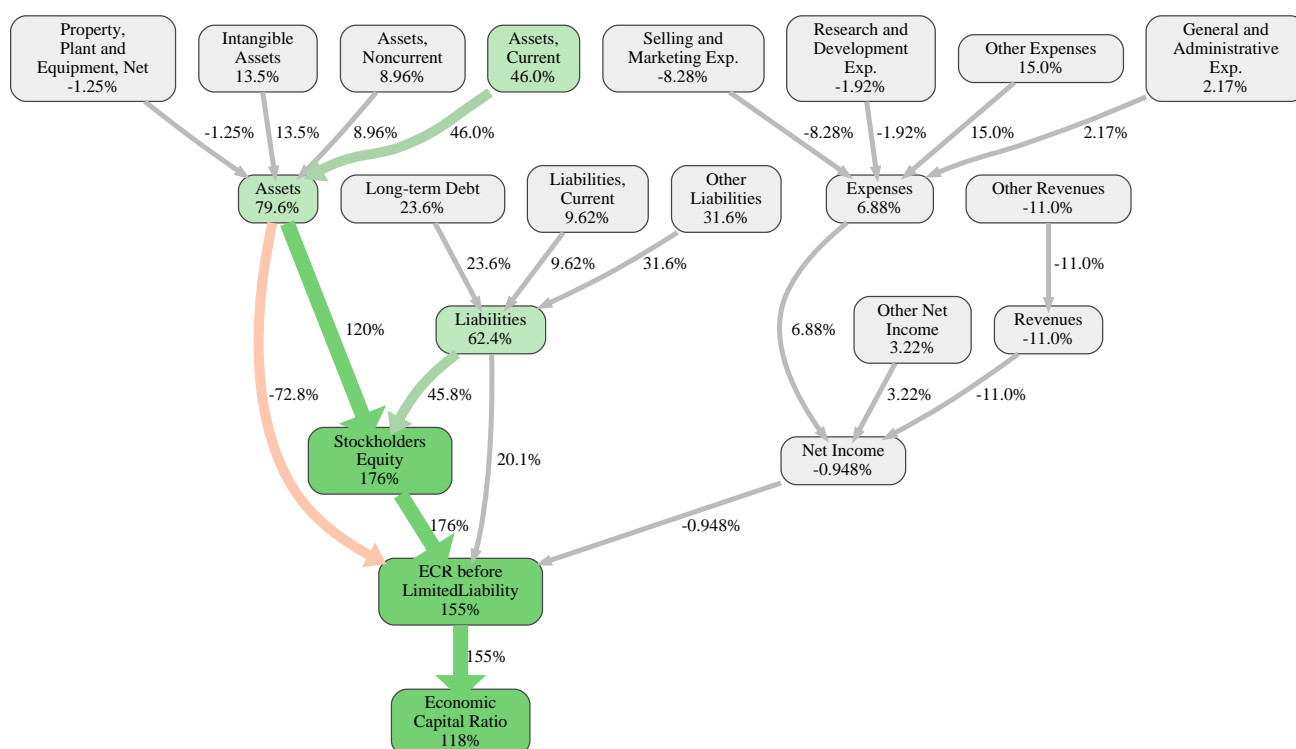 Property,
Plant and
Equipment, Net
-1.25%
Intangible
Assets
13.5%
Assets,
Noncurrent
8.96%
Assets,
Current
46.0%
Selling and
Marketing Exp.
-8.28%
Research and
Development
Exp.
-1.92%
Other Expenses
15.0%
General and
Administrative
Exp.
2.17%
-1.25%
13.5%
8.96%
46.0%
-8.28%
-1.92%
15.0%
2.17%
Assets
79.6%
Long-term Debt
23.6%
Liabilities,
Current
9.62%
Other
Liabilities
31.6%
Expenses
6.88%
Other Revenues
-11.0%
23.6%
9.62%
31.6%
-11.0%
Liabilities
62.4%
Other Net
Income
3.22%
Revenues
-11.0%
120%
6.88%
-72.8%
45.8%
3.22%
-11.0%
Stockholders
Equity
176%
20.1%
Net Income
-0.948%
176%
-0.948%
ECR before
LimitedLiability
155%
155%
Economic
Capital Ratio
118%